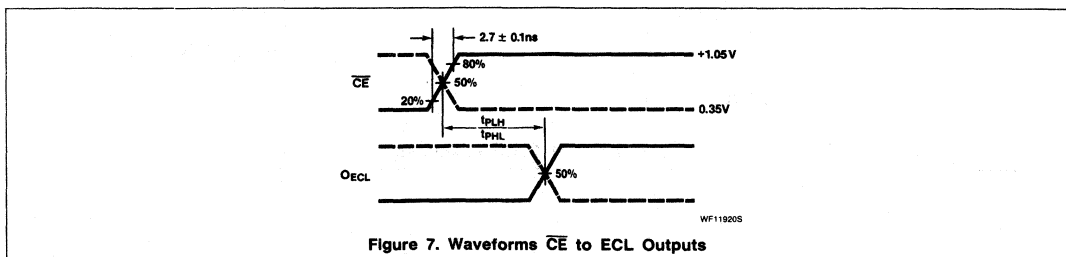 2.7 ± 0.1ns
+1.05V
80%
CE
50%
20%
0.35V
tPLH
tPHL
OECL
50%
WF11920S
Figure 7. Waveforms CE to ECL Outputs